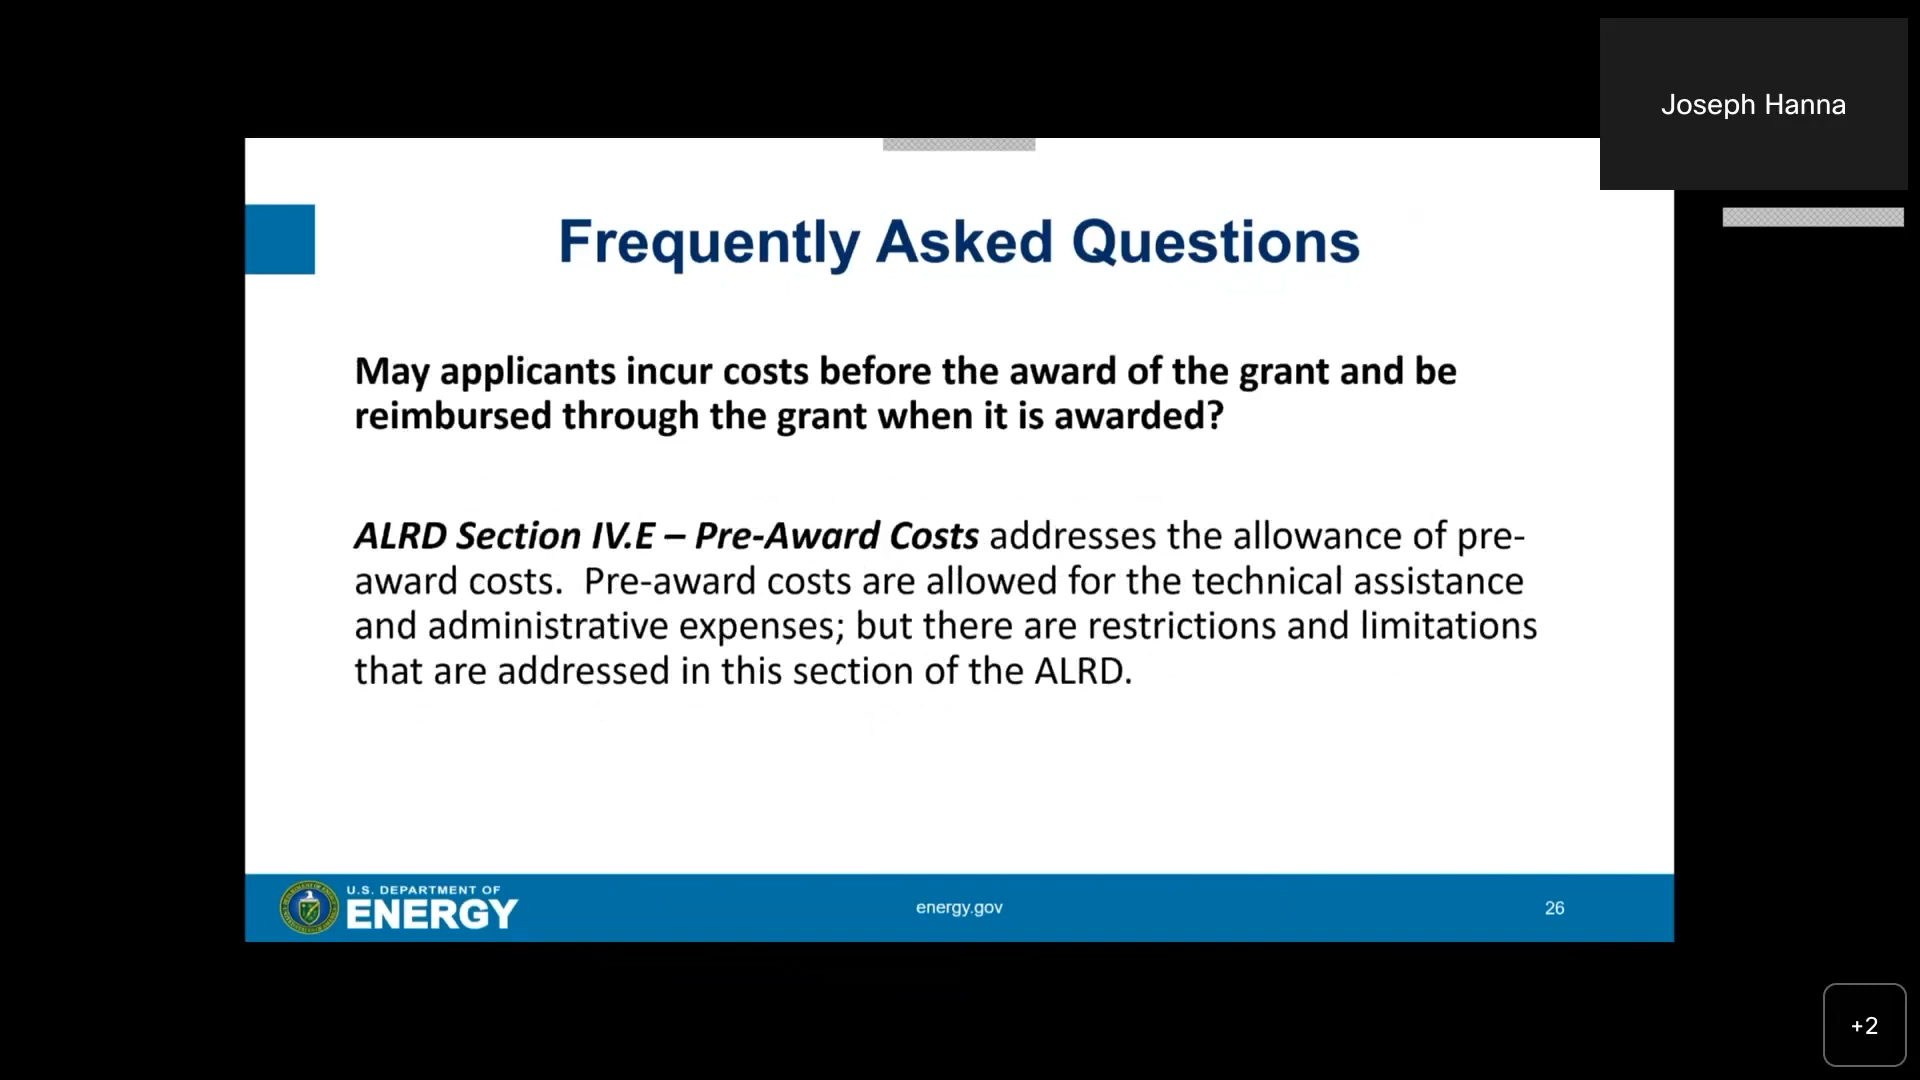 Joseph Hanna
Frequently Asked Questions
May applicants incur costs before the award of the grant and be
reimbursed through the grant when it is awarded?
ALRD Section IV.E – Pre-Award Costs addresses the allowance of pre-
award costs.  Pre-award costs are allowed for the technical assistance
and administrative expenses; but there are restrictions and limitations
that are addressed in this section of the ALRD.
U.S. DEPARTMENT OF
ENERGY
energy.gov
26
+2